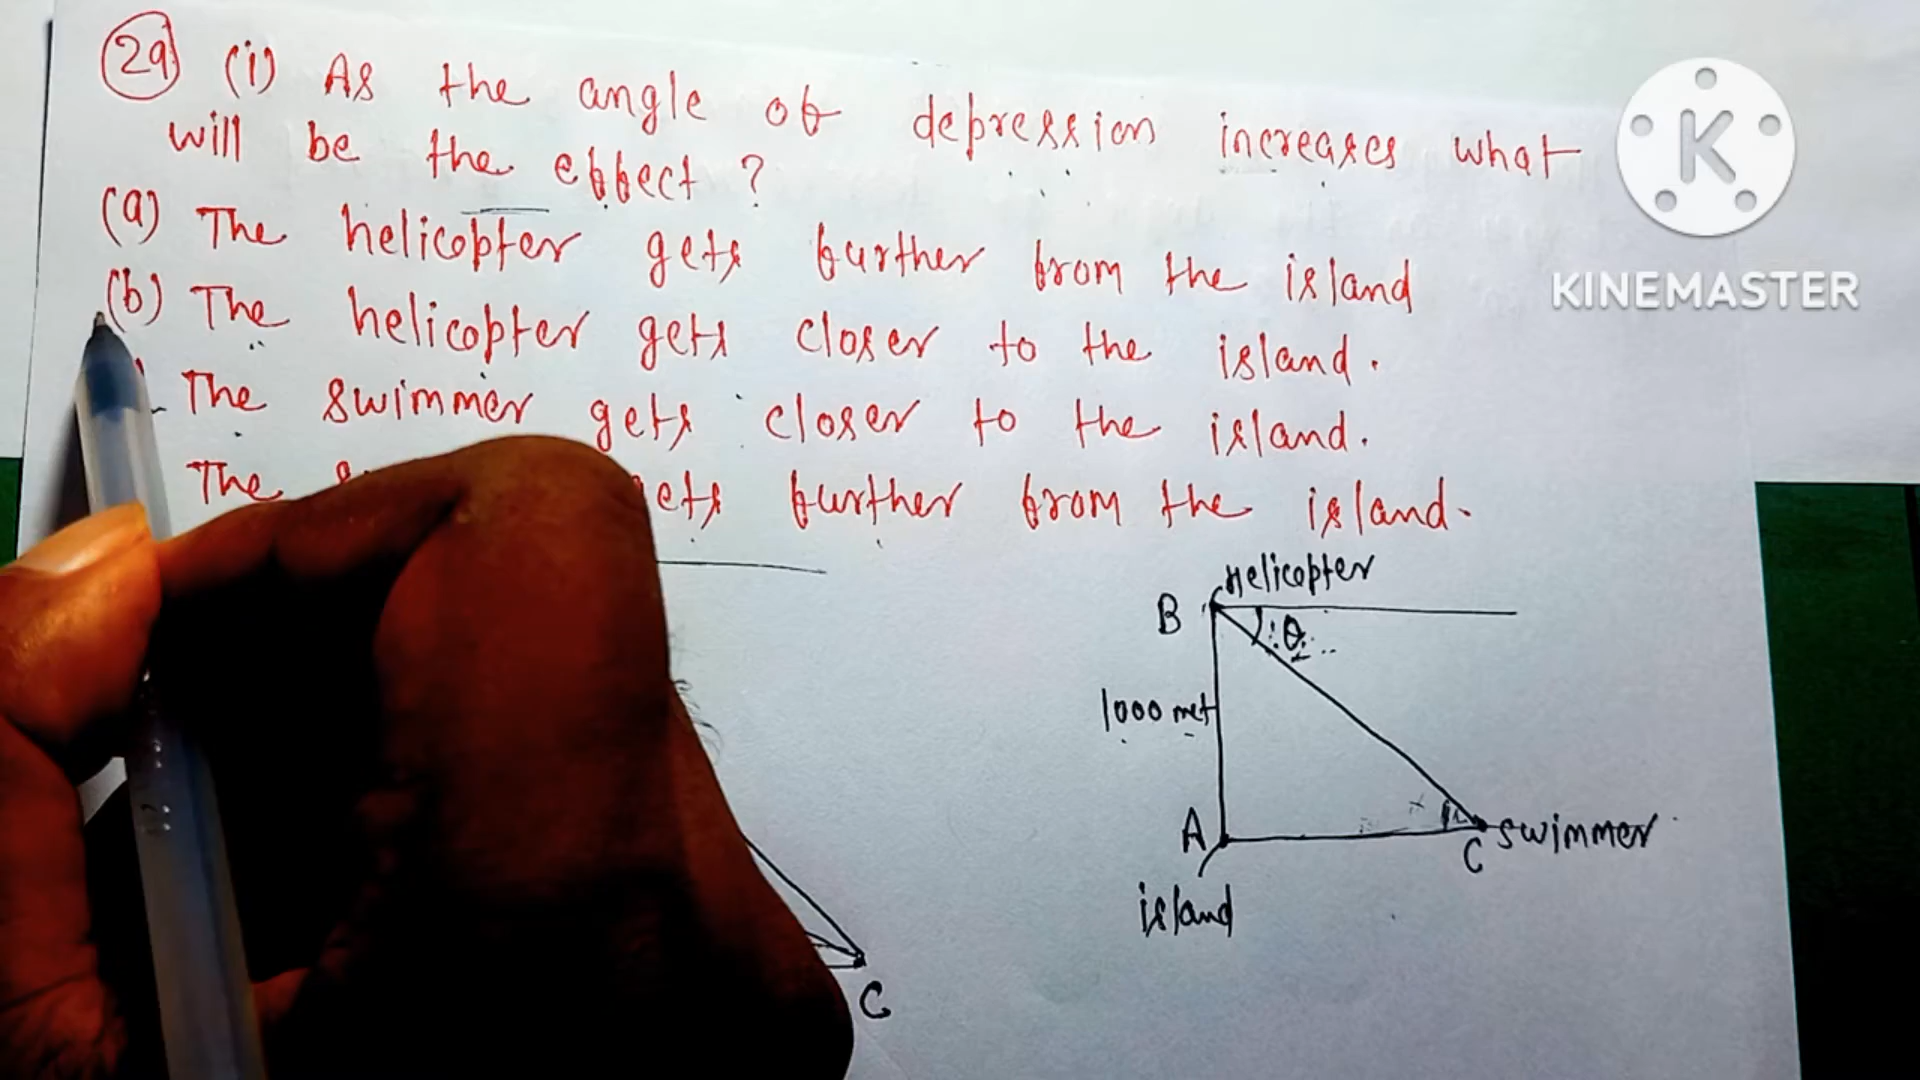 29 (i) As the angle of depression increases what
will be the effect ?
(a) The helicopter gets further from the island
(b) The helicopter gets closer to the island.
The swimmer gets closer to the island.
The gets further from the island.
K
KINEMASTER
Helicopter
B
θ
1000 met
A
C swimmer
island
C